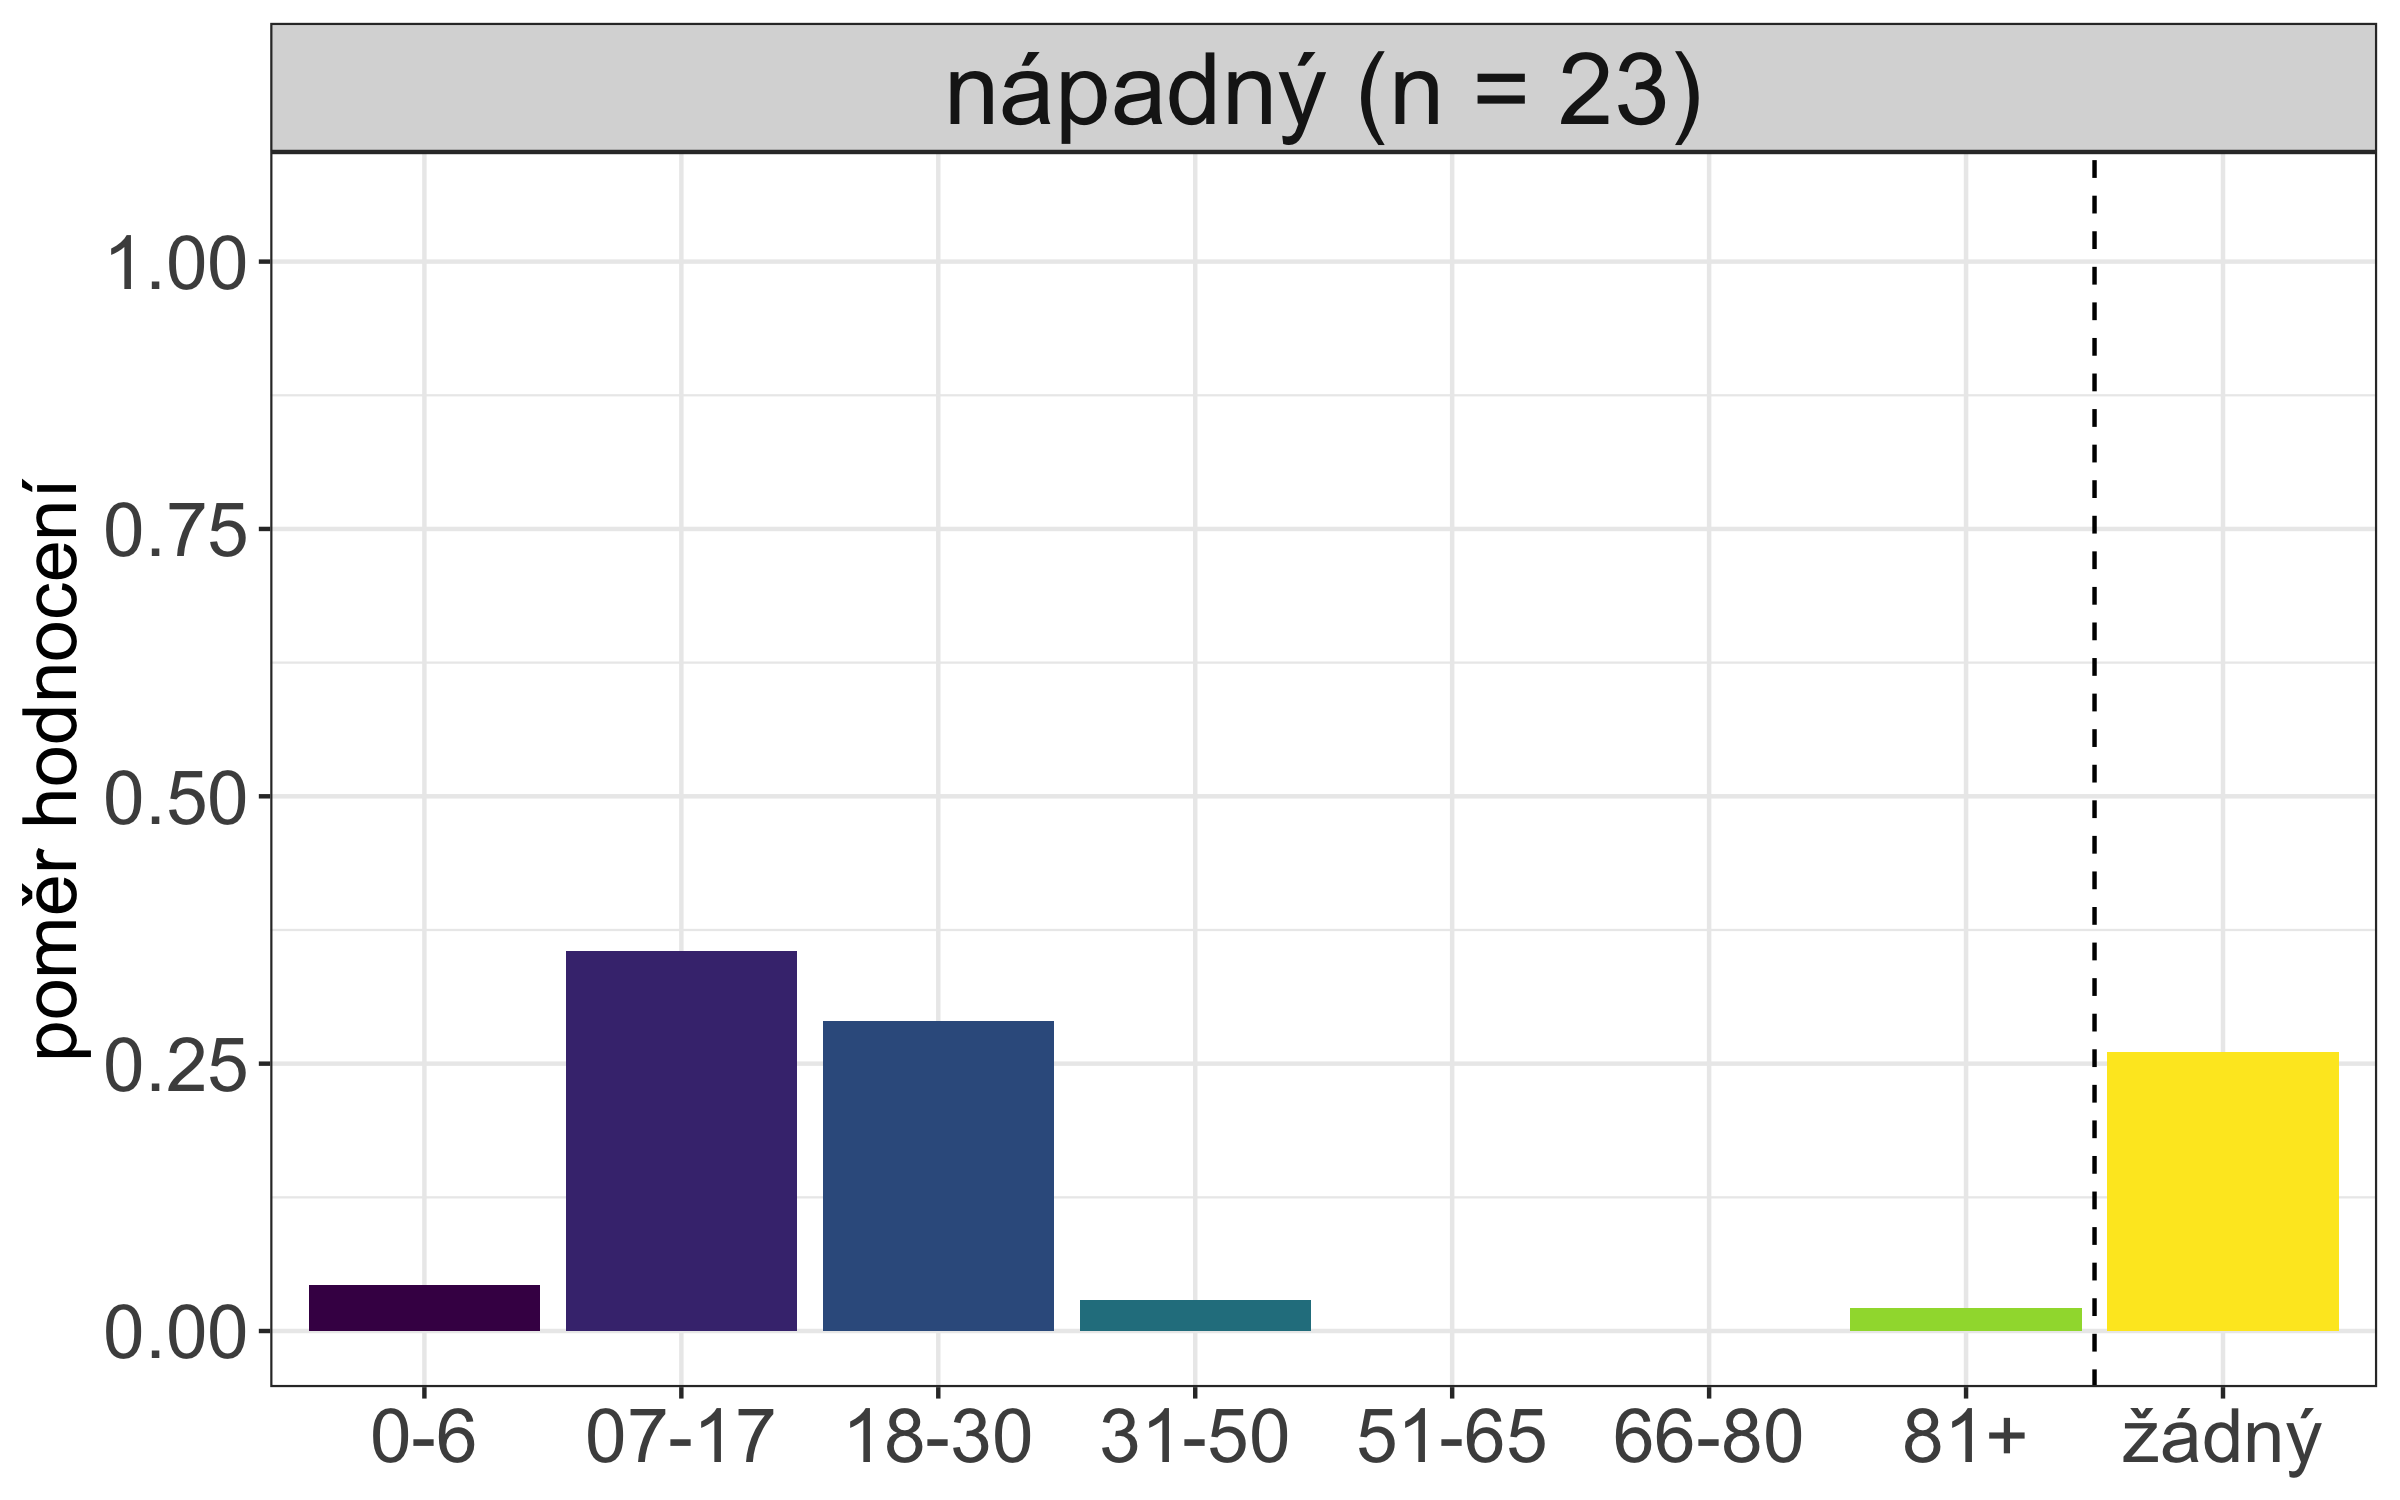 nápadný (n = 23)
poměr hodnocení
1.00
0.75
0.50
0.25
0.00
0-6 07-17 18-30 31-50 51-65 66-80 81+ žádný